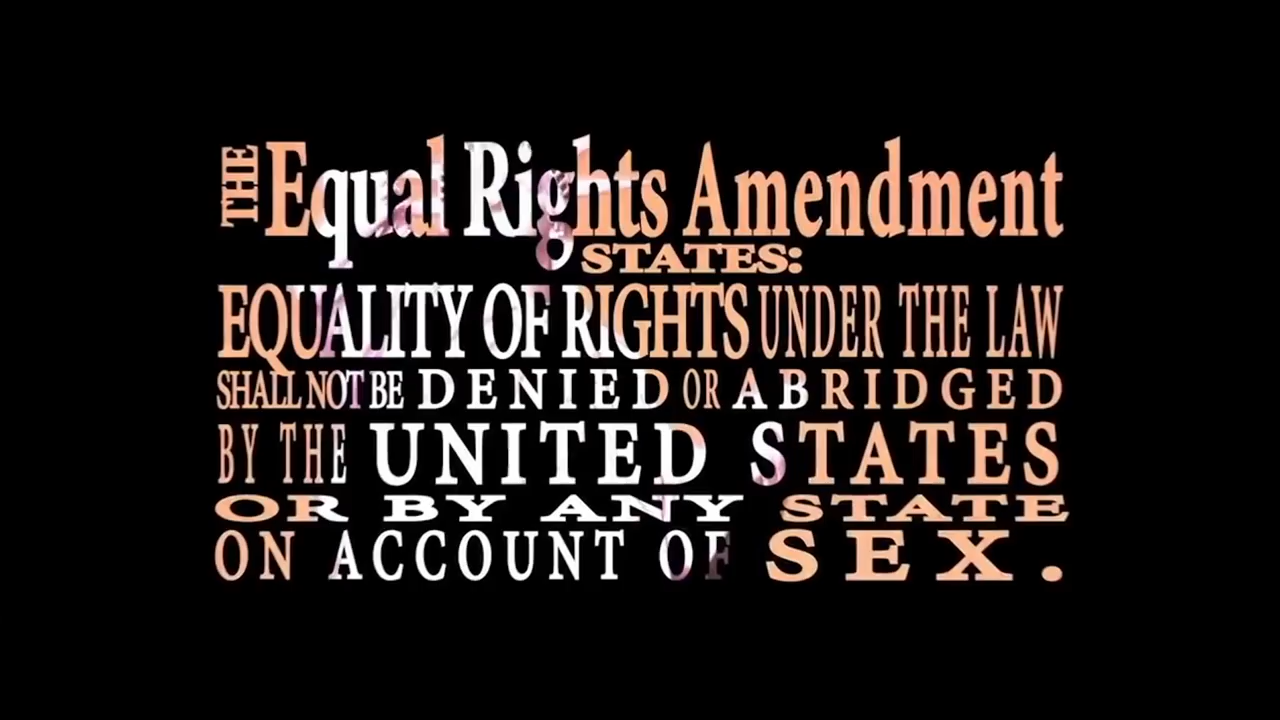 THE Equal Rights Amendment
STATES:
EQUALITY OF RIGHTS UNDER THE LAW
SHALL NOT BE DENIED OR ABRIDGED
BY THE UNITED STATES
OR BY ANY STATE
ON ACCOUNT OF SEX.